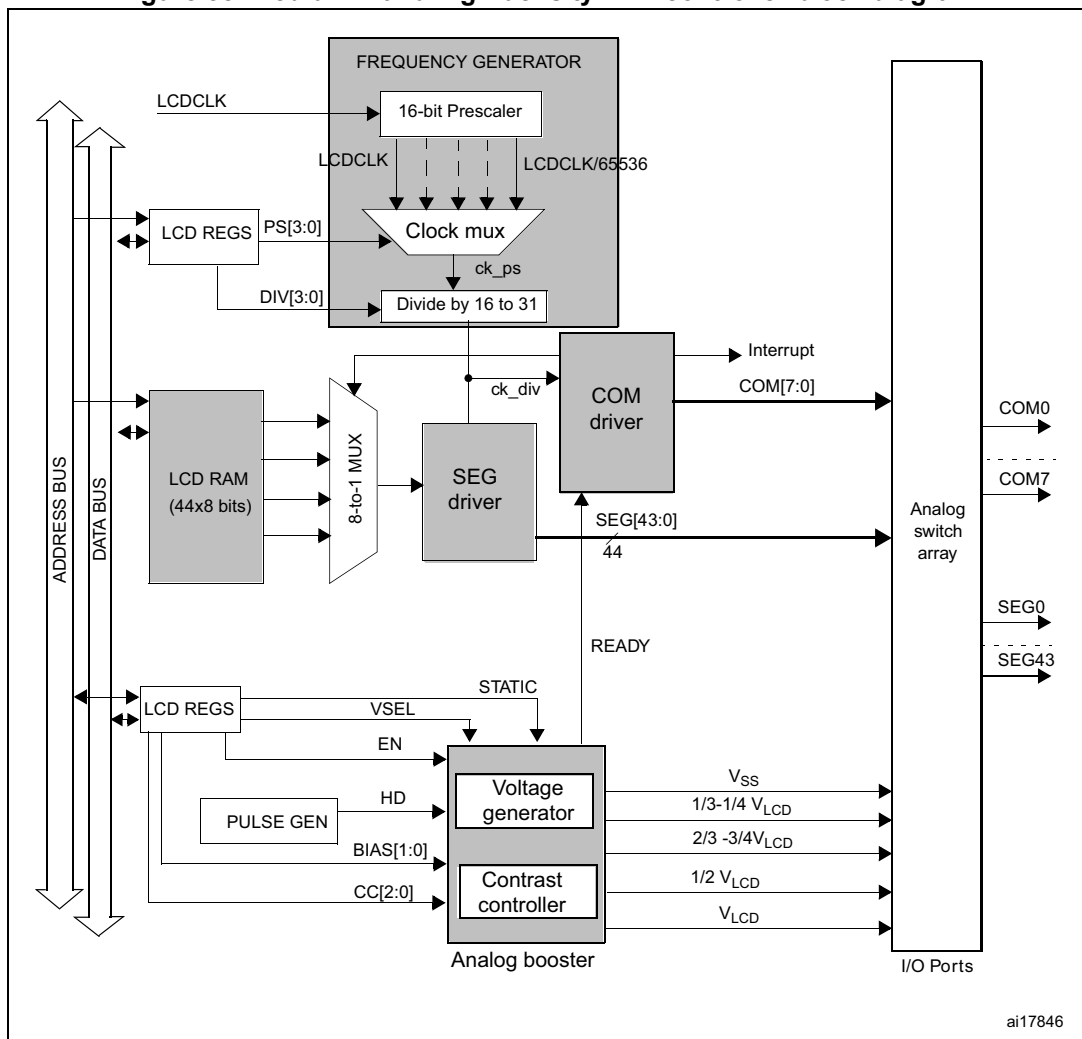 FREQUENCY GENERATOR
LCDCLK
16-bit Prescaler
LCDCLK
LCDCLK/65536
LCD REGS
PS[3:0]
Clock mux
ck_ps
DIV[3:0]
Divide by 16 to 31
Interrupt
ck_div
COM
driver
COM[7:0]
COM0
COM7
ADDRESS BUS
DATA BUS
LCD RAM
(44x8 bits)
8-to-1 MUX
SEG
driver
SEG[43:0]
44
Analog
switch
array
SEG0
SEG43
READY
LCD REGS
STATIC
VSEL
EN
PULSE GEN
HD
BIAS[1:0]
CC[2:0]
Voltage
generator
Contrast
controller
Analog booster
VSS
1/3-1/4 VLCD
2/3 -3/4VLCD
1/2 VLCD
VLCD
I/O Ports
ai17846